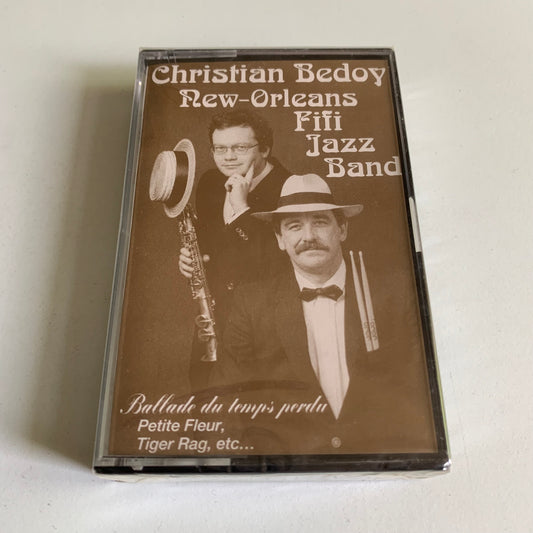 Christian Bedoy
New-Orleans
Fifi
Jazz
Band
Ballade du temps perdu
Petite Fleur,
Tiger Rag, etc...